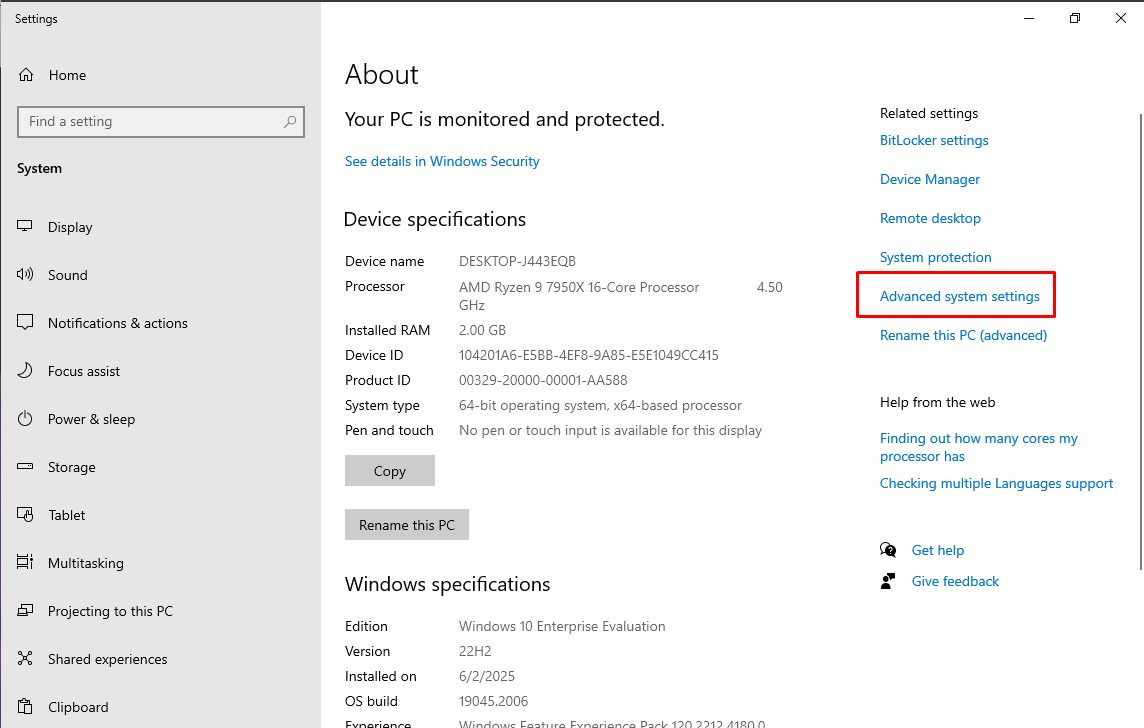 Settings
Home
Find a setting
System
Display
Sound
Notifications & actions
Focus assist
Power & sleep
Storage
Tablet
Multitasking
Projecting to this PC
Shared experiences
Clipboard
About
Your PC is monitored and protected.
See details in Windows Security
Device specifications
Device name DESKTOP-J443EQB
Processor AMD Ryzen 9 7950X 16-Core Processor 4.50
GHz
Installed RAM 2.00 GB
Device ID 104201A6-E5BB-4EF8-9A85-E5E1049CC415
Product ID 00329-20000-00001-AA588
System type 64-bit operating system, x64-based processor
Pen and touch No pen or touch input is available for this display
Copy
Rename this PC
Windows specifications
Edition Windows 10 Enterprise Evaluation
Version 22H2
Installed on 6/2/2025
OS build 19045.2006
Experience Windows Feature Experience Pack 120.2212.4180.0
Related settings
BitLocker settings
Device Manager
Remote desktop
System protection
Advanced system settings
Rename this PC (advanced)
Help from the web
Finding out how many cores my
processor has
Checking multiple Languages support
Get help
Give feedback